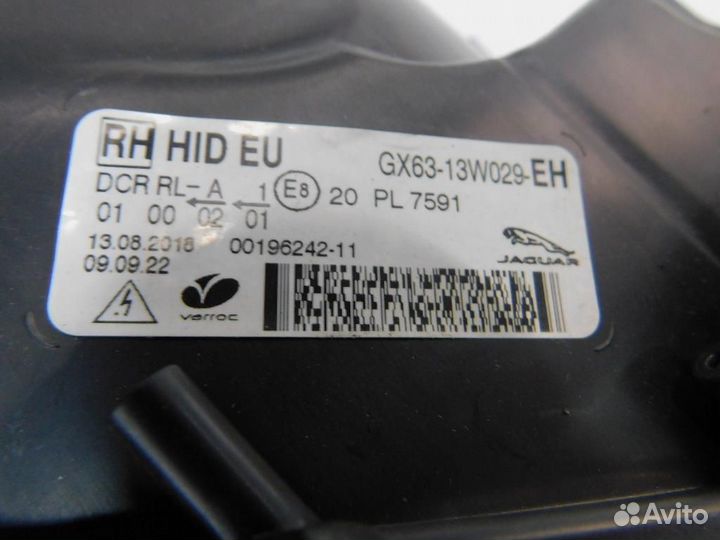 RH HID EU GX63-13W029-EH
DCR RL-A 1 E8 20 PL 7591
01 00 02 01
13.08.2018 00196242-11
09.09.22
JAGUAR
varroc
Avito